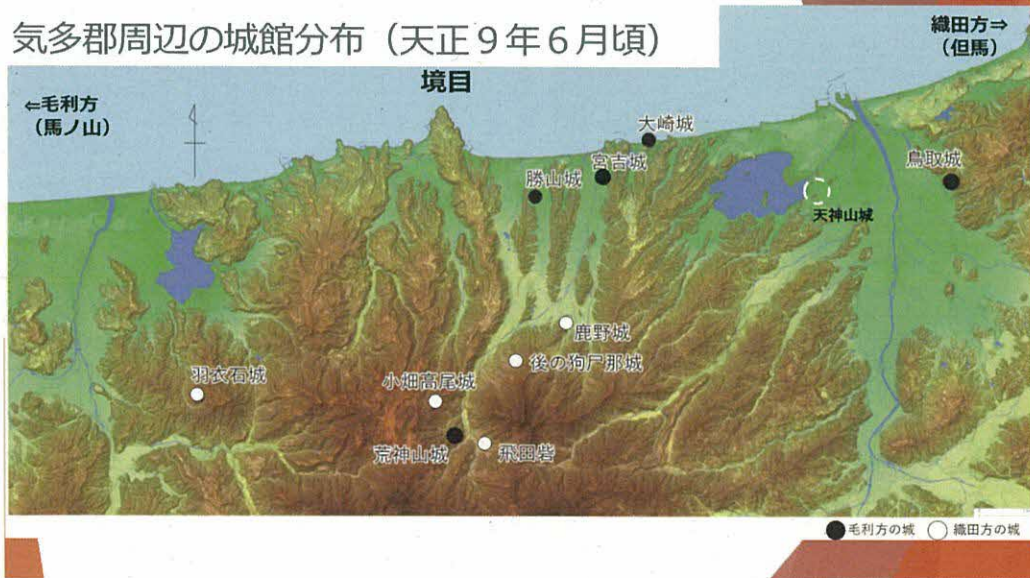 気多郡周辺の城館分布（天正９年６月頃）
織田方⇒
（但馬）
境目
⇐毛利方
（馬ノ山）
大崎城
宮吉城
鳥取城
勝山城
天神山城
鹿野城
後の狗尸那城
羽衣石城
小畑高尾城
荒神山城
飛田砦
毛利方の城
織田方の城